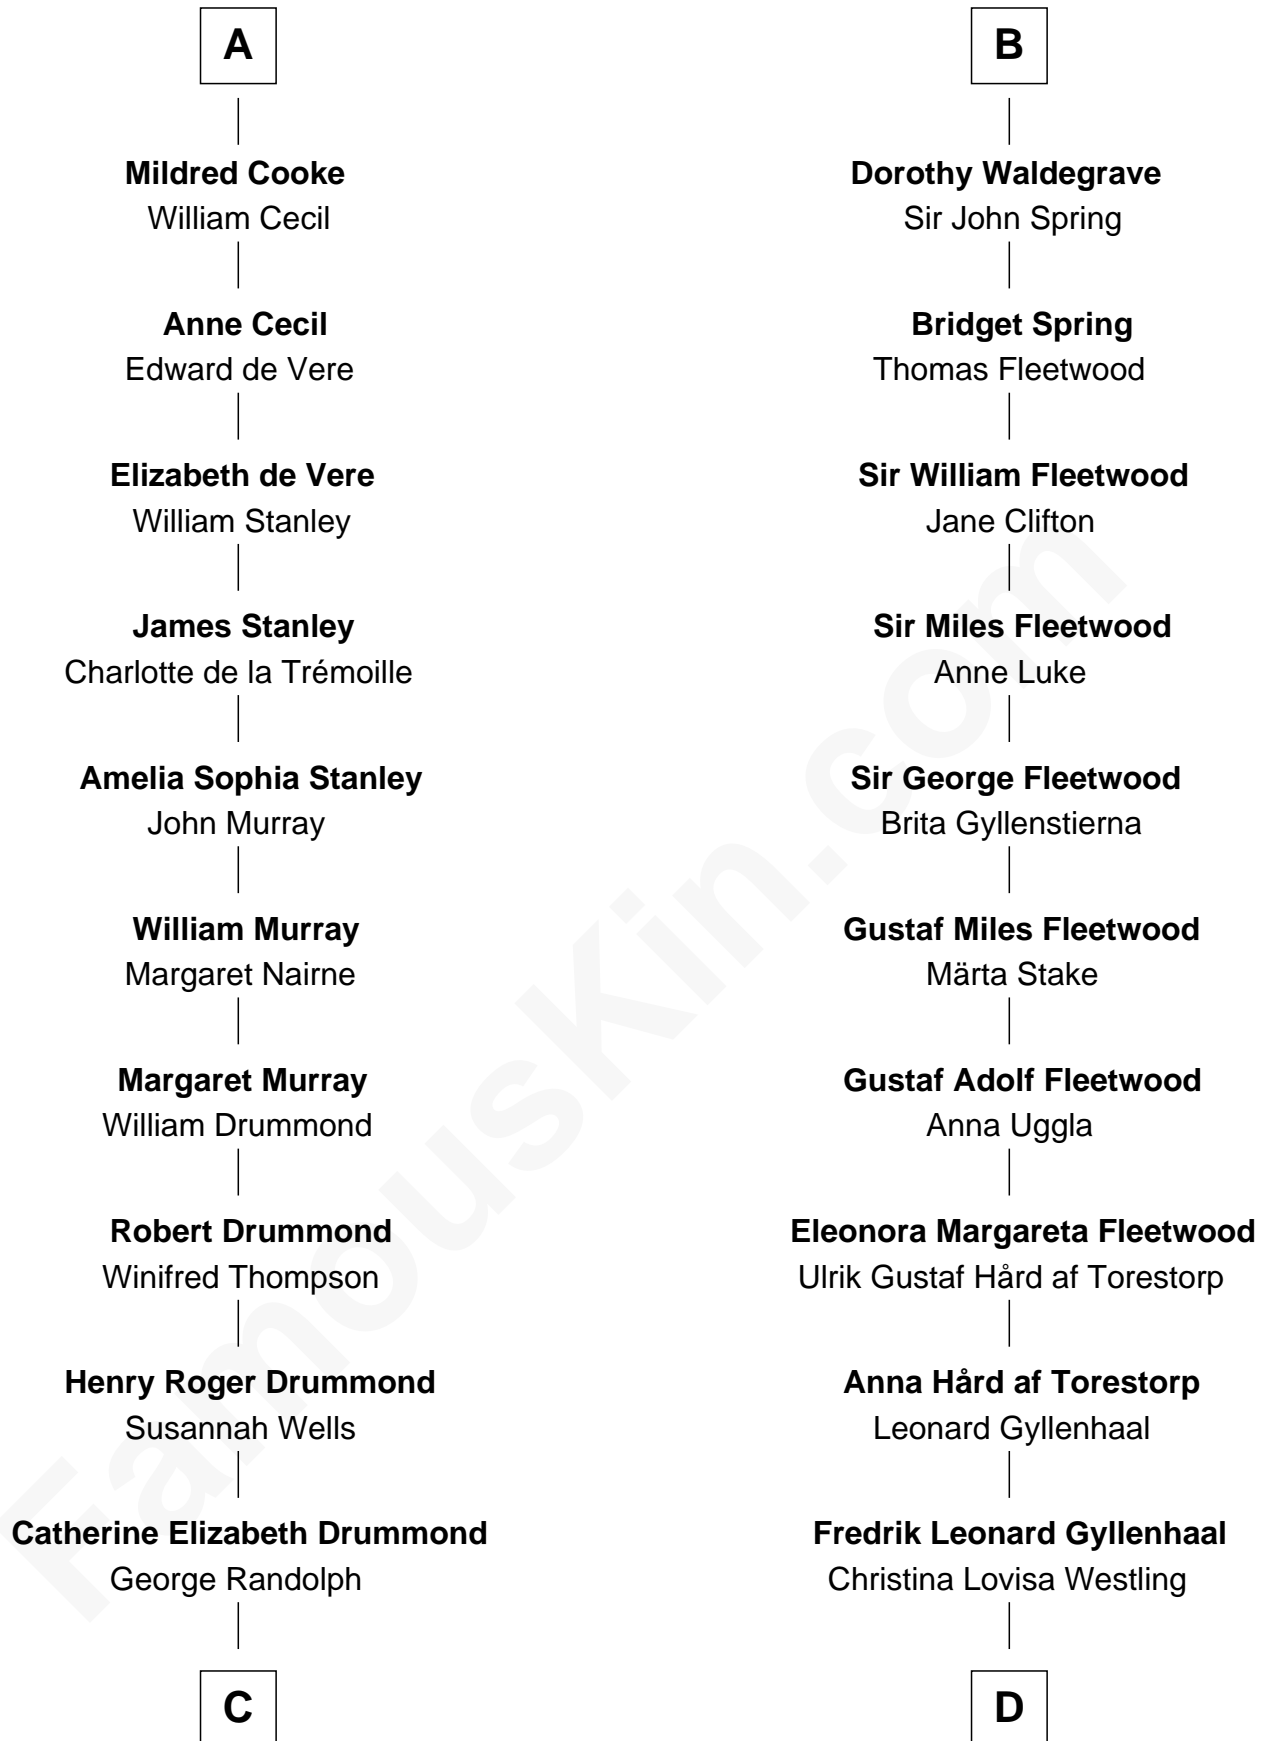 A
Mildred Cooke
William Cecil
Anne Cecil
Edward de Vere
Elizabeth de Vere
William Stanley
James Stanley
Charlotte de la Trémoille
Amelia Sophia Stanley
John Murray
William Murray
Margaret Nairne
Margaret Murray
William Drummond
Robert Drummond
Winifred Thompson
Henry Roger Drummond
Susannah Wells
Catherine Elizabeth Drummond
George Randolph
C
B
Dorothy Waldegrave
Sir John Spring
Bridget Spring
Thomas Fleetwood
Sir William Fleetwood
Jane Clifton
Sir Miles Fleetwood
Anne Luke
Sir George Fleetwood
Brita Gyllenstierna
Gustaf Miles Fleetwood
Märta Stake
Gustaf Adolf Fleetwood
Anna Uggla
Eleonora Margareta Fleetwood
Ulrik Gustaf Hård af Torestorp
Anna Hård af Torestorp
Leonard Gyllenhaal
Fredrik Leonard Gyllenhaal
Christina Lovisa Westling
D
FamousKin.com